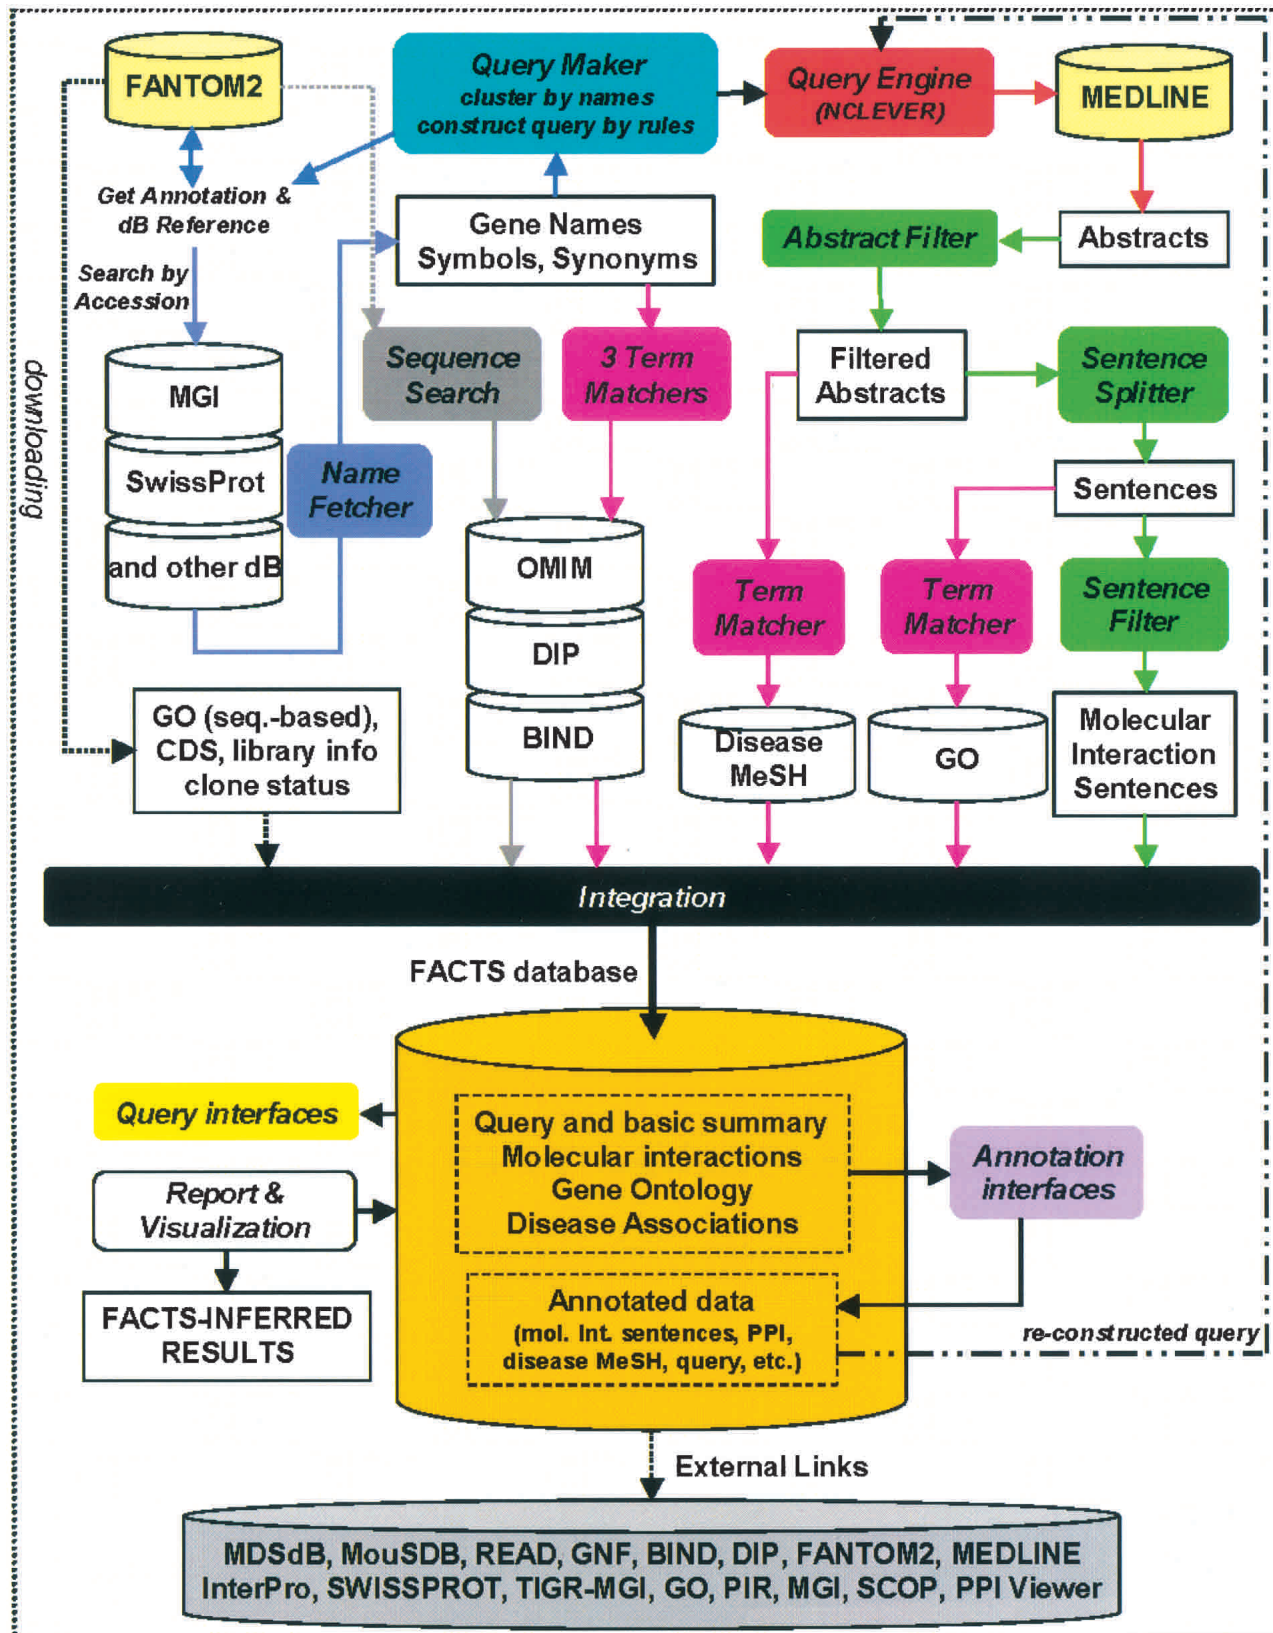 FANTOM2
Query Maker
cluster by names
construct query by rules
Query Engine
(NCLEVER)
MEDLINE
Get Annotation &
dB Reference
Gene Names
Symbols, Synonyms
Abstract Filter
Abstracts
Search by
Accession
downloading
MGI
SwissProt
and other dB
Name
Fetcher
Sequence
Search
3 Term
Matchers
Filtered
Abstracts
Sentence
Splitter
Sentences
OMIM
DIP
BIND
Term
Matcher
Term
Matcher
Sentence
Filter
GO (seq.-based),
CDS, library info
clone status
Disease
MeSH
GO
Molecular
Interaction
Sentences
Integration
FACTS database
Query interfaces
Report &
Visualization
FACTS-INFERRED
RESULTS
Query and basic summary
Molecular interactions
Gene Ontology
Disease Associations
Annotation
interfaces
Annotated data
(mol. Int. sentences, PPI,
disease MeSH, query, etc.)
re-constructed query
External Links
MDSdB, MouSDB, READ, GNF, BIND, DIP, FANTOM2, MEDLINE
InterPro, SWISSPROT, TIGR-MGI, GO, PIR, MGI, SCOP, PPI Viewer